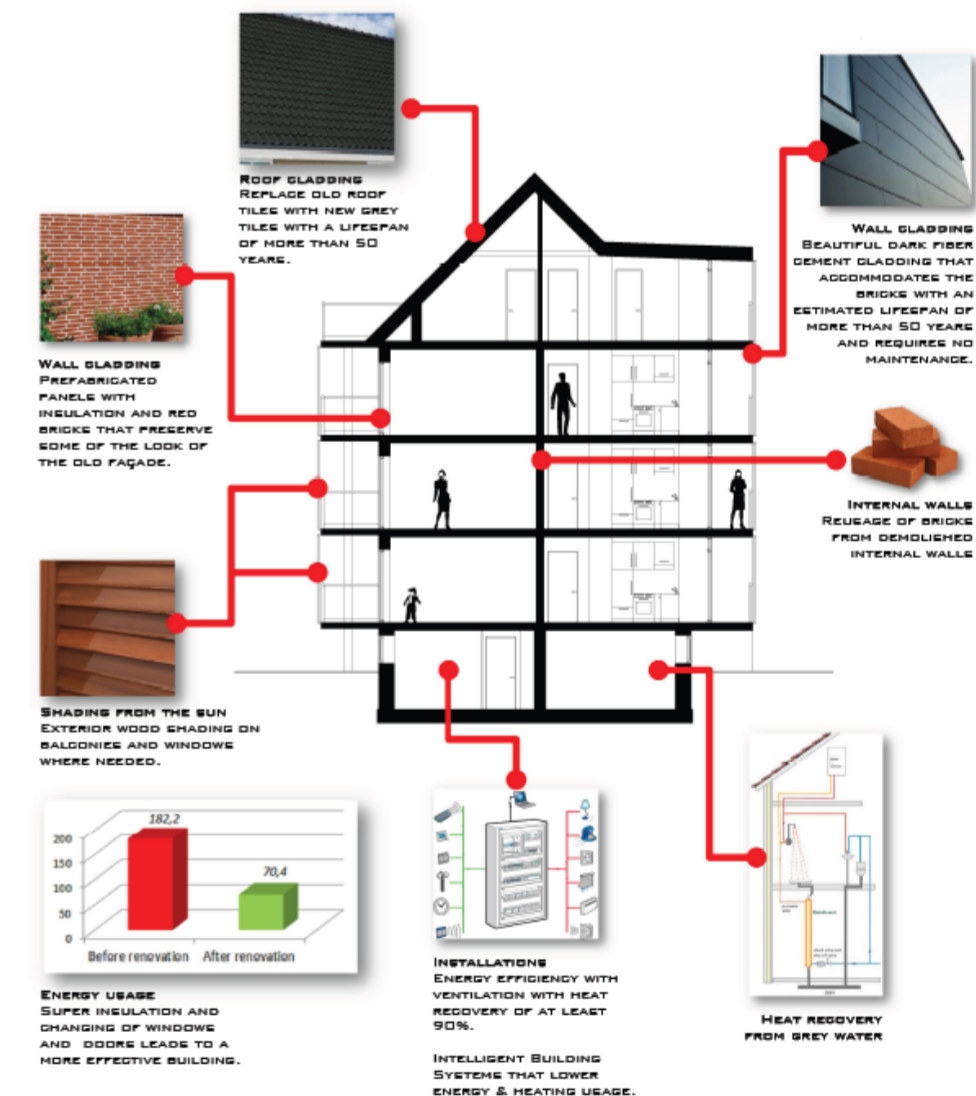 ROOF CLADDING
REPLACE OLD ROOF
TILES WITH NEW GREY
TILES WITH A LIFESPAN
OF MORE THAN 50
YEARS.
WALL CLADDING
BEAUTIFUL DARK FIBER
CEMENT CLADDING THAT
ACCOMMODATES THE
BRICKS WITH AN
ESTIMATED LIFESPAN OF
MORE THAN 50 YEARS
AND REQUIRES NO
MAINTENANCE.
WALL CLADDING
PREFABRICATED
PANELS WITH
INSULATION AND RED
BRICKS THAT PRESERVE
SOME OF THE LOOK OF
THE OLD FAÇADE.
INTERNAL WALLS
REUSAGE OF BRICKS
FROM DEMOLISHED
INTERNAL WALLS
SHADING FROM THE SUN
EXTERIOR WOOD SHADING ON
BALCONIES AND WINDOWS
WHERE NEEDED.
182,2
70,4
200
150
100
50
0
Before renovation After renovation
ENERGY USAGE
SUPER INSULATION AND
CHANGING OF WINDOWS
AND DOORS LEADS TO A
MORE EFFECTIVE BUILDING.
INSTALLATIONS
ENERGY EFFICIENCY WITH
VENTILATION WITH HEAT
RECOVERY OF AT LEAST
90%.
INTELLIGENT BUILDING
SYSTEMS THAT LOWER
ENERGY & HEATING USAGE.
HEAT RECOVERY
FROM GREY WATER